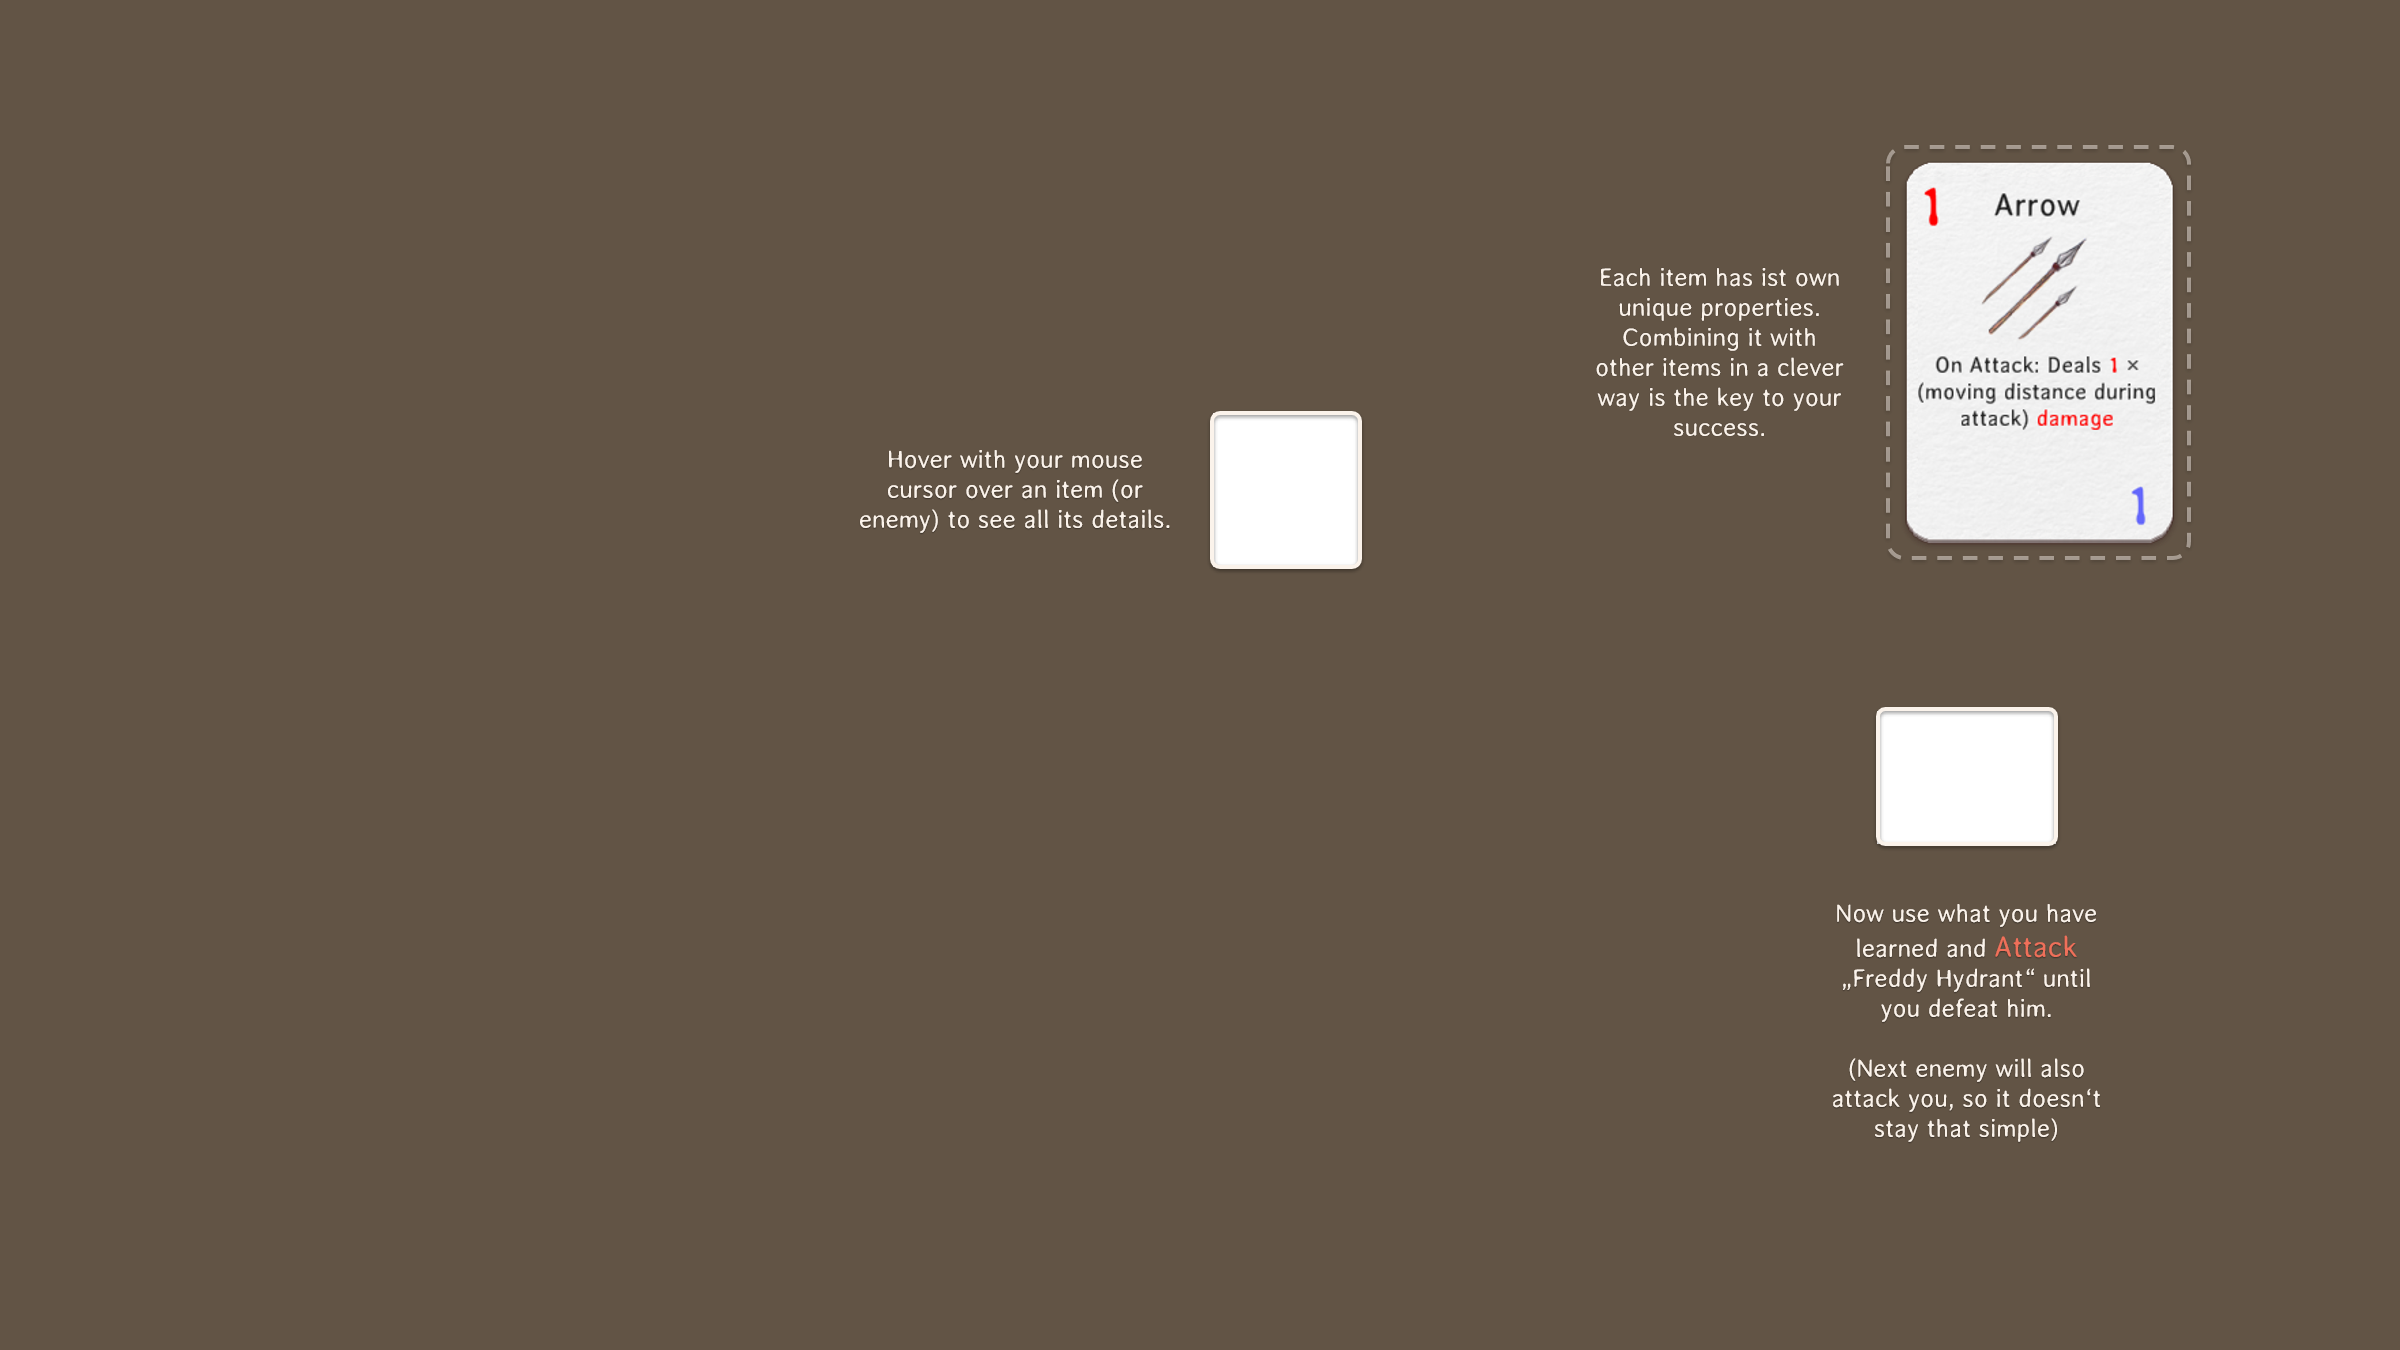 Hover with your mouse
cursor over an item (or
enemy) to see all its details.
Each item has ist own
unique properties.
Combining it with
other items in a clever
way is the key to your
success.
1
Arrow
On Attack: Deals 1 ×
(moving distance during
attack) damage
1
Now use what you have
learned and Attack
„Freddy Hydrant“ until
you defeat him.
(Next enemy will also
attack you, so it doesn‘t
stay that simple)